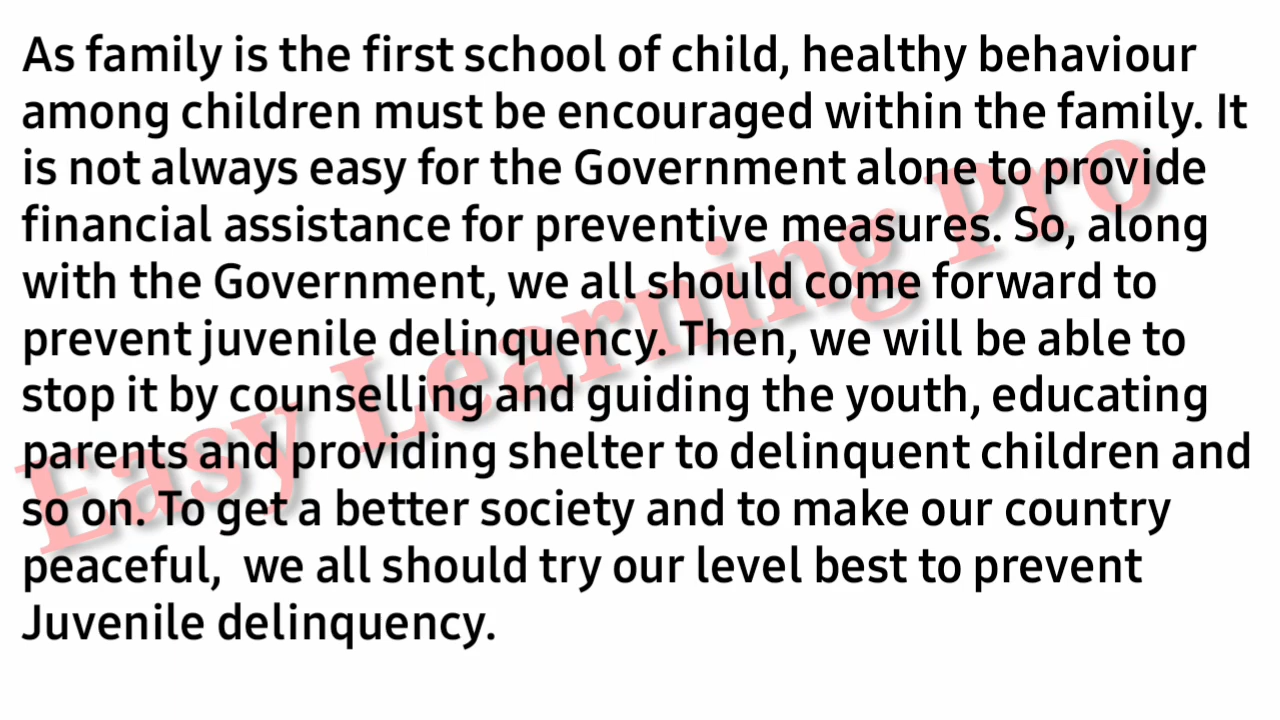 As family is the first school of child, healthy behaviour
among children must be encouraged within the family. It
is not always easy for the Government alone to provide
financial assistance for preventive measures. So, along
with the Government, we all should come forward to
prevent juvenile delinquency. Then, we will be able to
stop it by counselling and guiding the youth, educating
parents and providing shelter to delinquent children and
so on. To get a better society and to make our country
peaceful,  we all should try our level best to prevent
Juvenile delinquency.
Easy Learning Pro